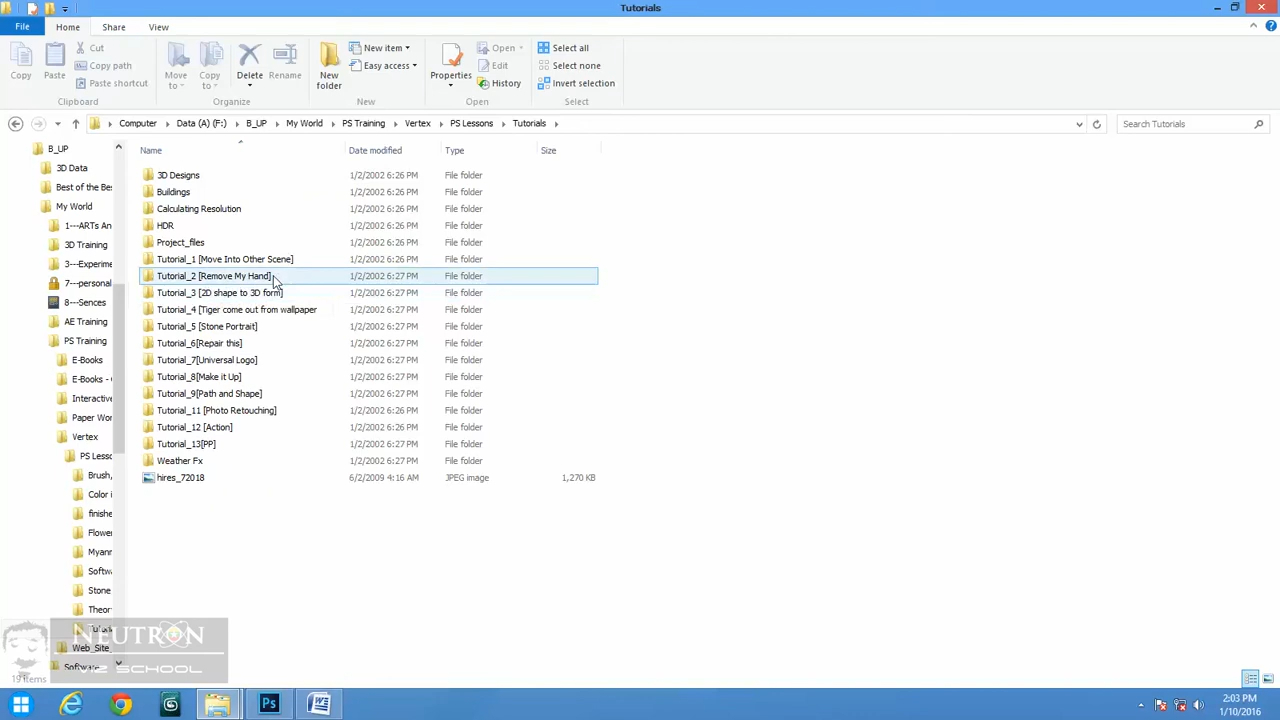 Tutorials
File Home Share View
Copy Paste Cut Copy path Paste shortcut
Move to Copy to Delete Rename
New folder New item Easy access
Properties Open Edit History
Select all Select none Invert selection
Clipboard Organize New Open Select
Computer Data (A) (F:) B_UP My World PS Training Vertex PS Lessons Tutorials
Search Tutorials
Name Date modified Type Size
B_UP
3D Data
Best of the Bes
My World
1---ARTs An
3D Training
3---Experime
7---personal
8---Sences
AE Training
PS Training
E-Books
E-Books -
Interactive
Paper Wor
Vertex
PS Lesso
Brush,
Color i
finishe
Flowe
Myann
Softwa
Stone
Theor
Tutori
Web_Site_
Software
3D Designs 1/2/2002 6:26 PM File folder
Buildings 1/2/2002 6:26 PM File folder
Calculating Resolution 1/2/2002 6:26 PM File folder
HDR 1/2/2002 6:26 PM File folder
Project_files 1/2/2002 6:26 PM File folder
Tutorial_1 [Move Into Other Scene] 1/2/2002 6:26 PM File folder
Tutorial_2 [Remove My Hand] 1/2/2002 6:27 PM File folder
Tutorial_3 [2D shape to 3D form] 1/2/2002 6:27 PM File folder
Tutorial_4 [Tiger come out from wallpaper 1/2/2002 6:27 PM File folder
Tutorial_5 [Stone Portrait] 1/2/2002 6:27 PM File folder
Tutorial_6[Repair this] 1/2/2002 6:27 PM File folder
Tutorial_7[Universal Logo] 1/2/2002 6:27 PM File folder
Tutorial_8[Make it Up] 1/2/2002 6:27 PM File folder
Tutorial_9[Path and Shape] 1/2/2002 6:27 PM File folder
Tutorial_11 [Photo Retouching] 1/2/2002 6:26 PM File folder
Tutorial_12 [Action] 1/2/2002 6:26 PM File folder
Tutorial_13[PP] 1/2/2002 6:27 PM File folder
Weather Fx 1/2/2002 6:27 PM File folder
hires_72018 6/2/2009 4:16 AM JPEG image 1,270 KB
NEUTRON
VIZ SCHOOL
19 items
Ps
2:03 PM
1/10/2016